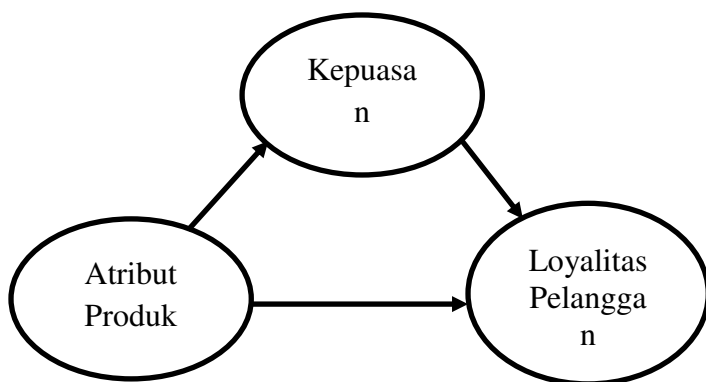 Kepuasa
n
Atribut
Produk
Loyalitas
Pelangga
n